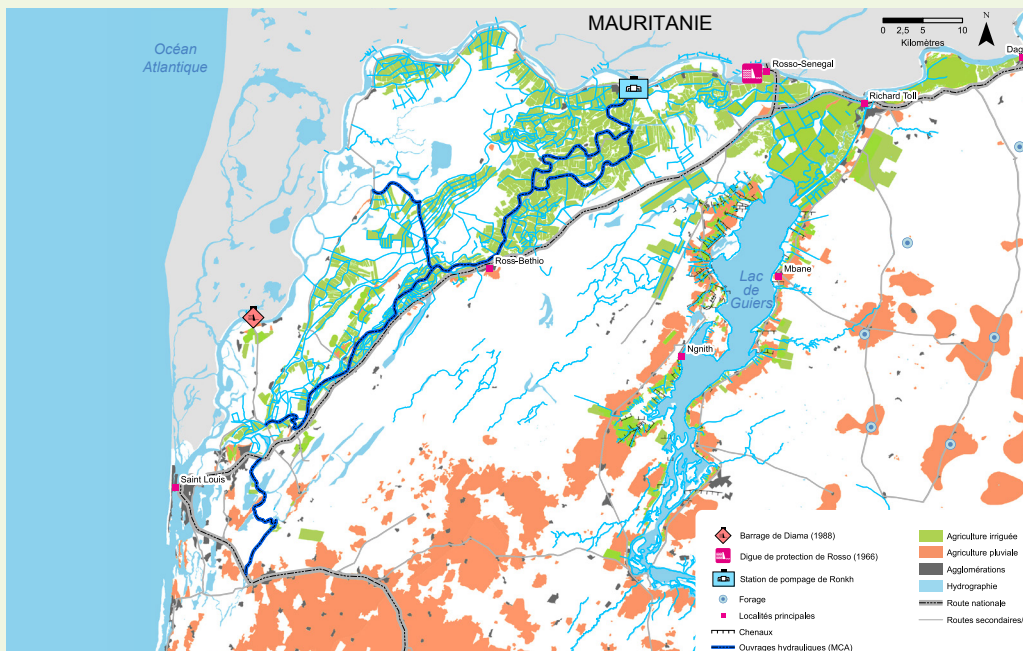 MAURITANIE
0 2,5 5 10
Kilomètres
N
Océan
Atlantique
Rosso-Senegal
Dag
Richard Toll
Ross-Bethio
Lac
de
Guiers
Mbane
Ngnith
Saint Louis
Barrage de Diama (1988)
Digue de protection de Rosso (1966)
Station de pompage de Ronkh
Forage
Localités principales
Chenaux
Ouvrages hydrauliques (MCA)
Agriculture irriguée
Agriculture pluviale
Agglomérations
Hydrographie
Route nationale
Routes secondaires/